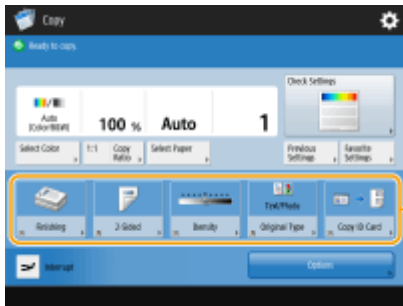 Copy
Ready to copy.
Check Settings
Auto
(Color/B&W)
100 %
Auto
1
Select Color
1:1
Copy
Ratio
Select Paper
Previous
Settings
Favorite
Settings
Finishing
2-Sided
Density
Text/Photo
Original Type
Copy ID Card
Interrupt
Options